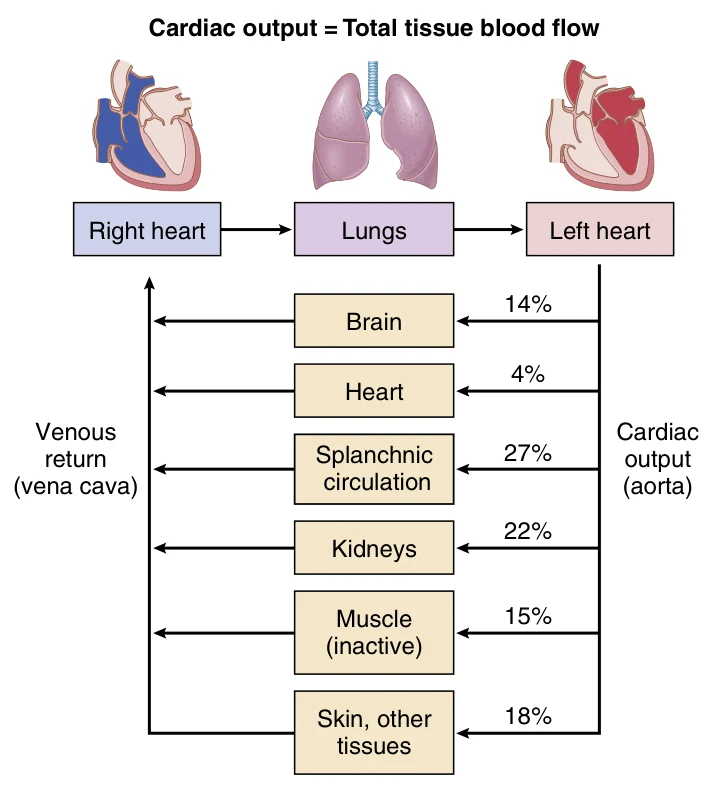 Cardiac output = Total tissue blood flow
Right heart
Lungs
Left heart
Brain
14%
Heart
4%
Venous
return
(vena cava)
Splanchnic
circulation
27%
Cardiac
output
(aorta)
Kidneys
22%
Muscle
(inactive)
15%
Skin, other
tissues
18%